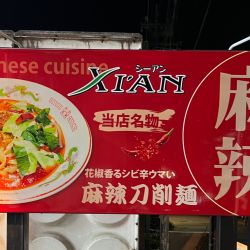 nese cuisine
シーアン
XI'AN
当店名物
花椒香るシビ辛ウマい
麻辣刀削麺
麻
辣